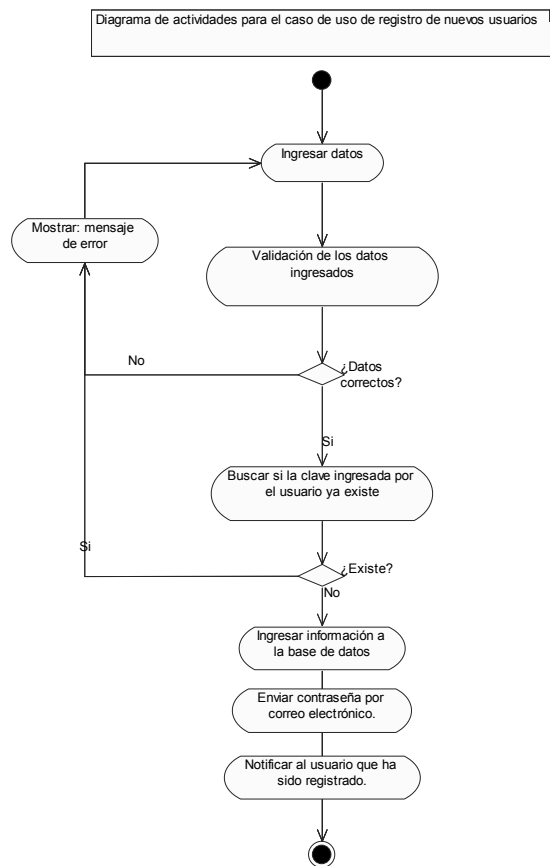 Diagrama de actividades para el caso de uso de registro de nuevos usuarios
Ingresar datos
Mostrar: mensaje
de error
Validación de los datos
ingresados
No
¿Datos
correctos?
Si
Buscar si la clave ingresada por
el usuario ya existe
Si
¿Existe?
No
Ingresar información a
la base de datos
Enviar contraseña por
correo electrónico.
Notificar al usuario que ha
sido registrado.